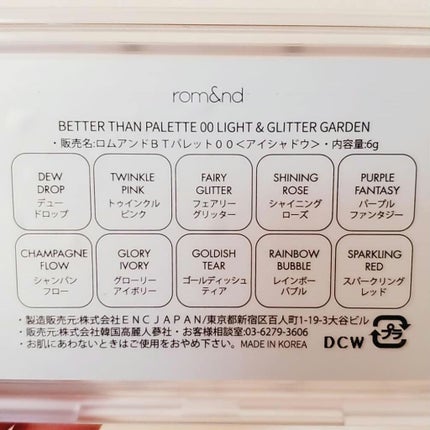 rom&nd
BETTER THAN PALETTE 00 LIGHT & GLITTER GARDEN
・販売名:ロムアンドＢＴパレット００＜アイシャドウ＞・内容量:6g
DEW DROP デュー ドロップ
TWINKLE PINK トゥインクル ピンク
FAIRY GLITTER フェアリー グリッター
SHINING ROSE シャイニング ローズ
PURPLE FANTASY パープル ファンタジー
CHAMPAGNE FLOW シャンパン フロー
GLORY IVORY グローリー アイボリー
GOLDISH TEAR ゴールディッシュ ティア
RAINBOW BUBBLE レインボー バブル
SPARKLING RED スパークリング レッド
・製造販売元:株式会社ＥＮＣ JAPAN/東京都新宿区百人町1-19-3大谷ビル
・販売元:株式会社韓国高麗人蔘社・お客様相談室:03-6279-3606
・お肌にあわないときはご使用をおやめ下さい。MADE IN KOREA
DCW プラ